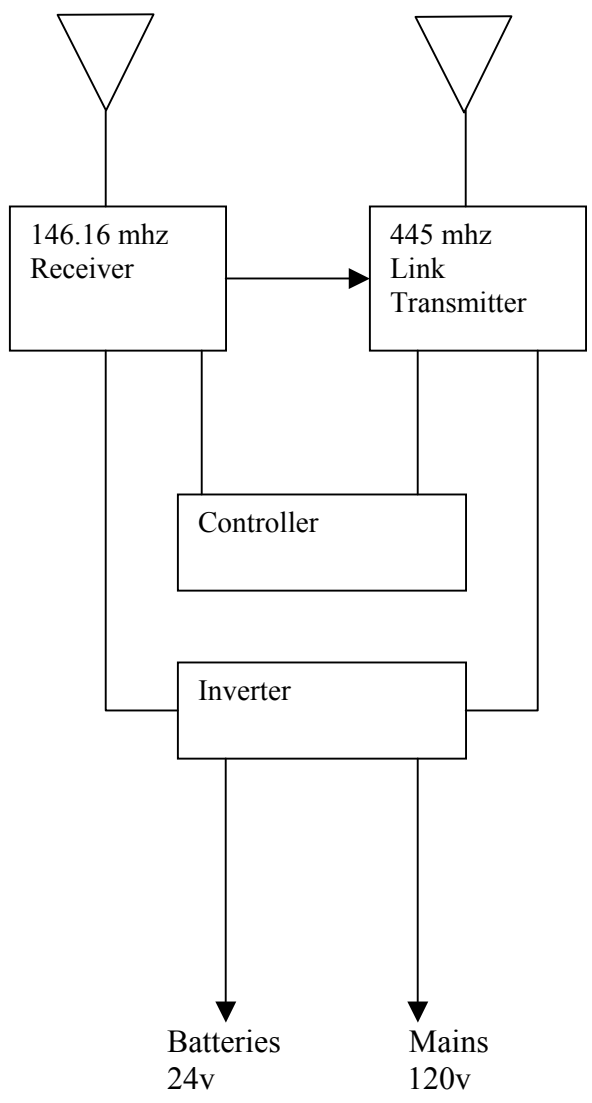 146.16 mhz
Receiver
445 mhz
Link
Transmitter
Controller
Inverter
Batteries
24v
Mains
120v